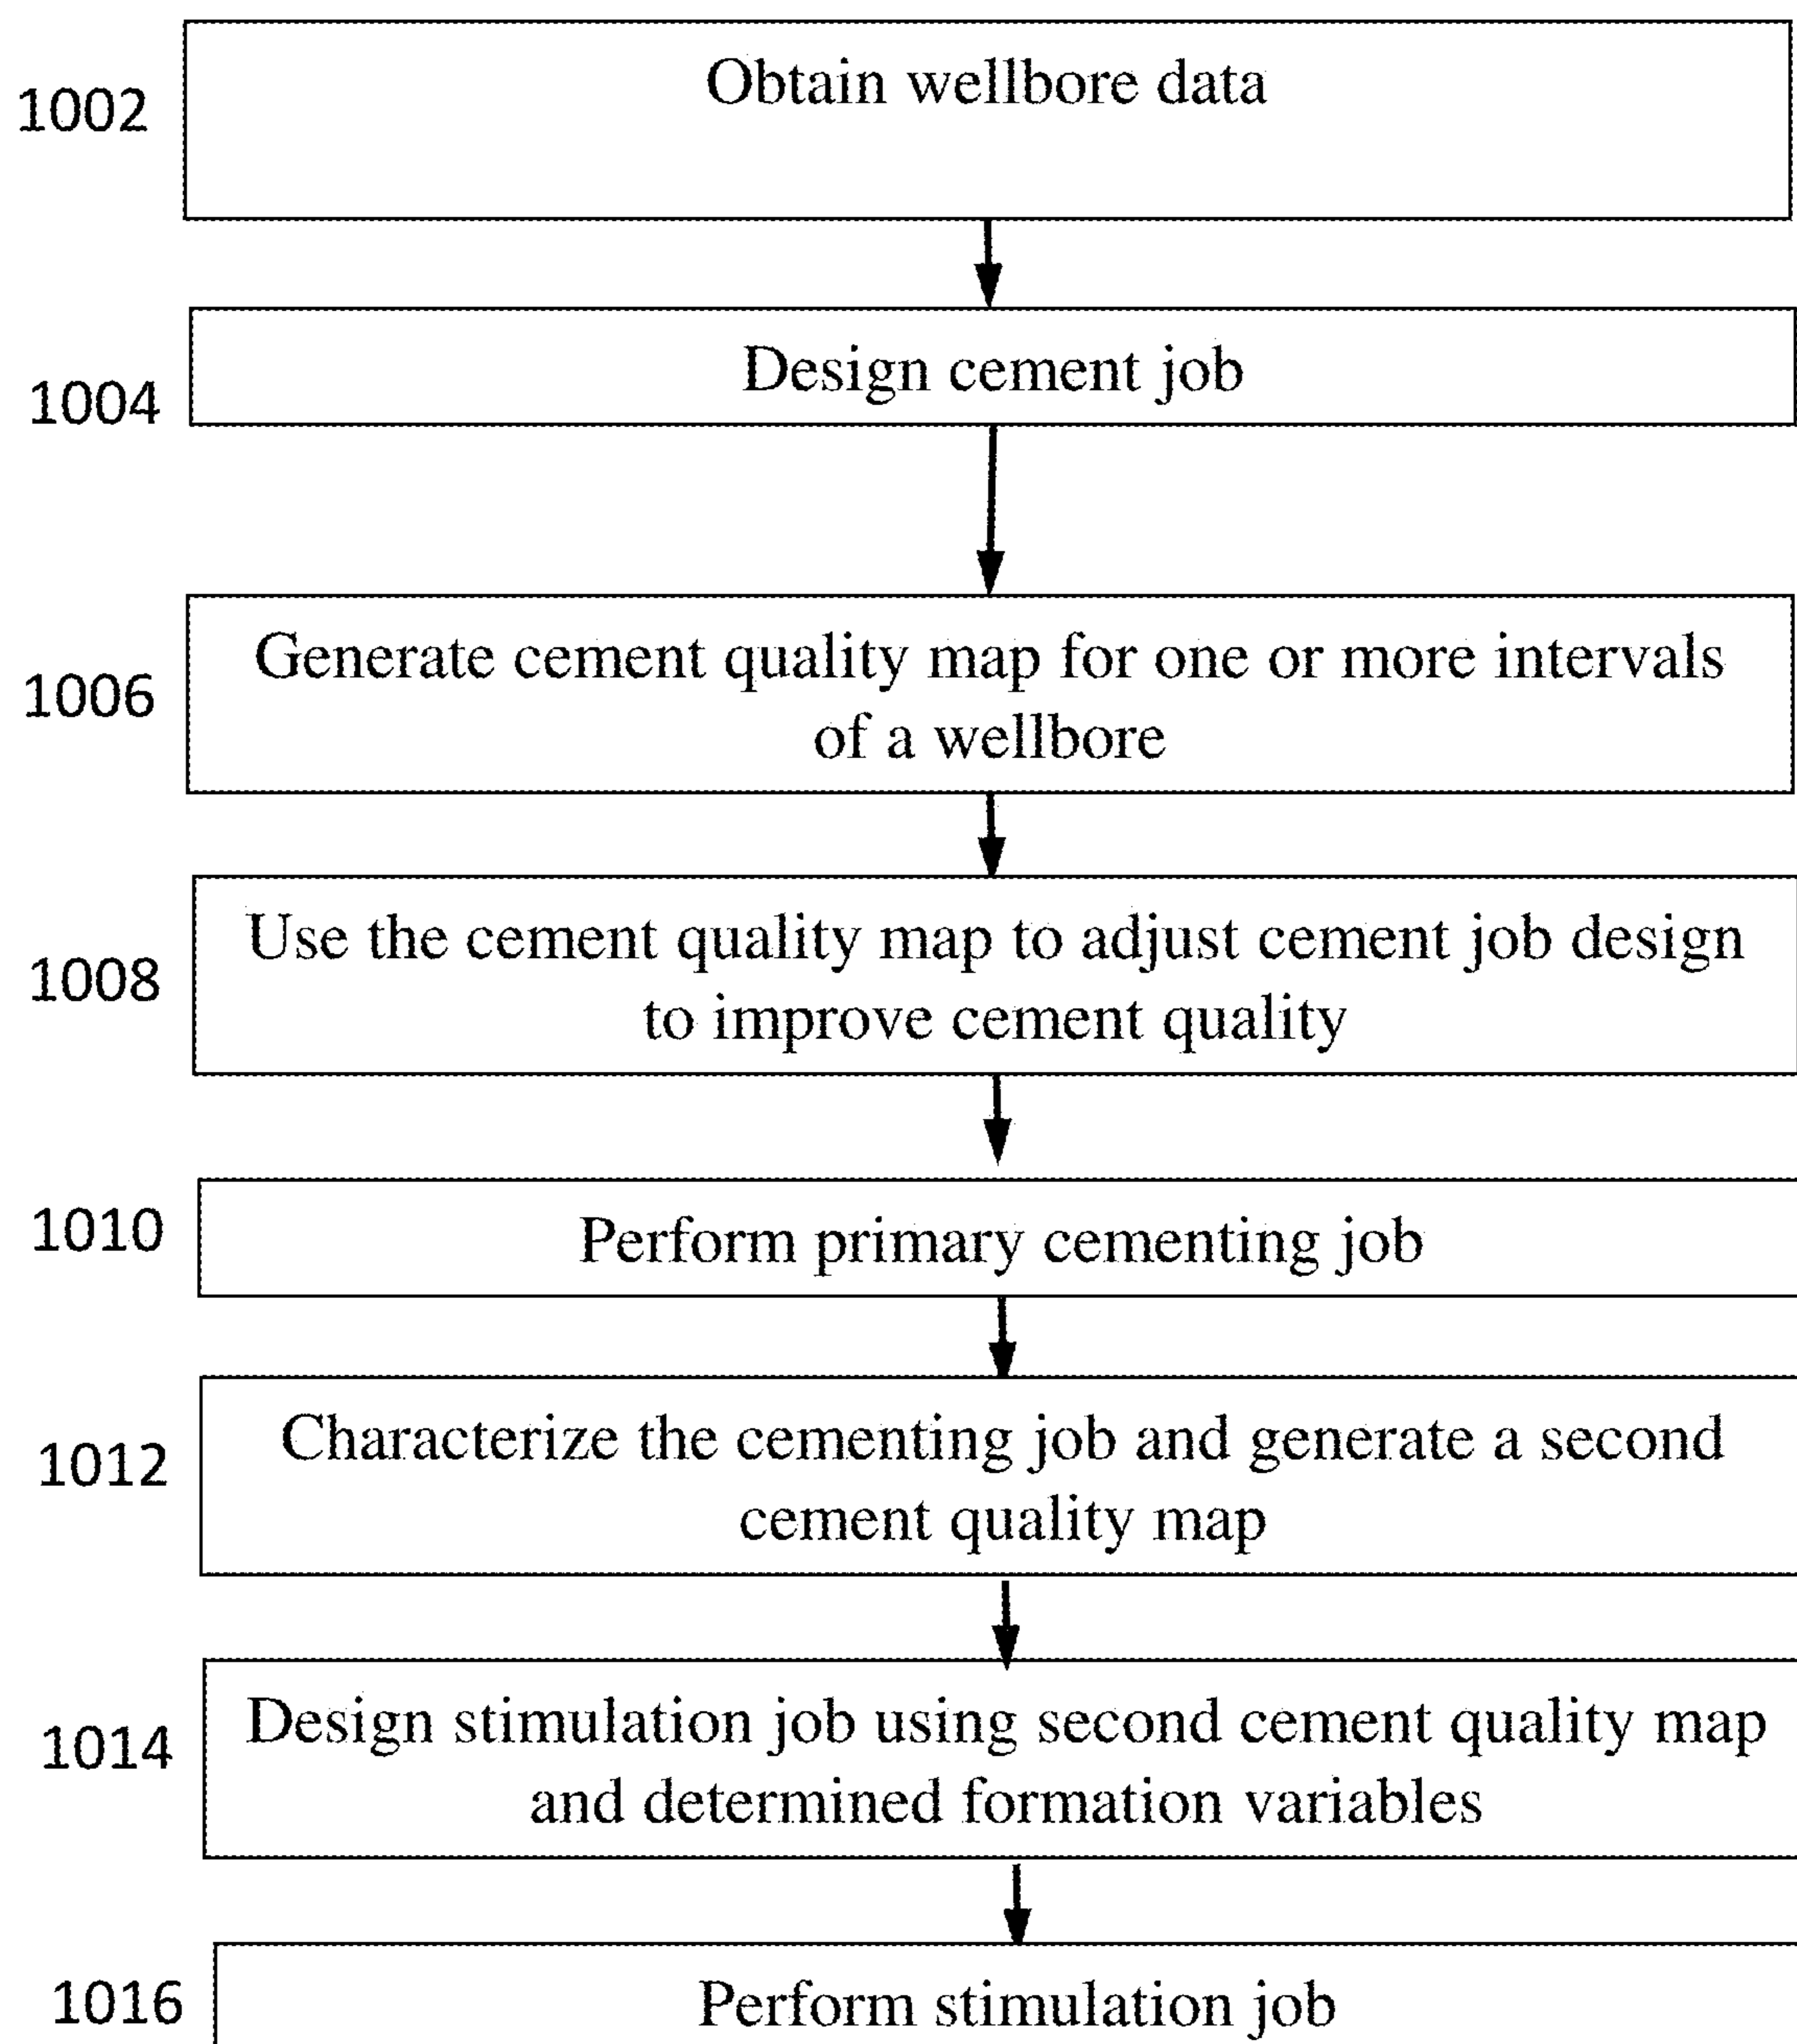 1002
Obtain wellbore data
1004
Design cement job
1006
Generate cement quality map for one or more intervals
of a wellbore
1008
Use the cement quality map to adjust cement job design
to improve cement quality
1010
Perform primary cementing job
1012
Characterize the cementing job and generate a second
cement quality map
1014
Design stimulation job using second cement quality map
and determined formation variables
1016
Perform stimulation job